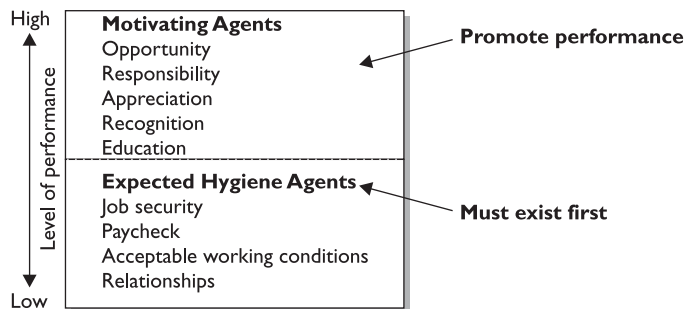 High
Level of performance
Low
Motivating Agents
Opportunity
Responsibility
Appreciation
Recognition
Education
Expected Hygiene Agents
Job security
Paycheck
Acceptable working conditions
Relationships
Promote performance
Must exist first